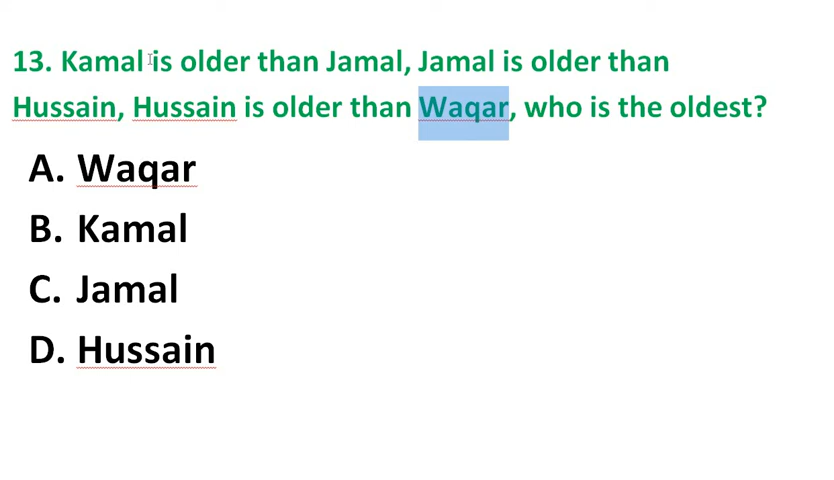 13. Kamal is older than Jamal, Jamal is older than
Hussain, Hussain is older than Waqar, who is the oldest?
A. Waqar
B. Kamal
C. Jamal
D. Hussain